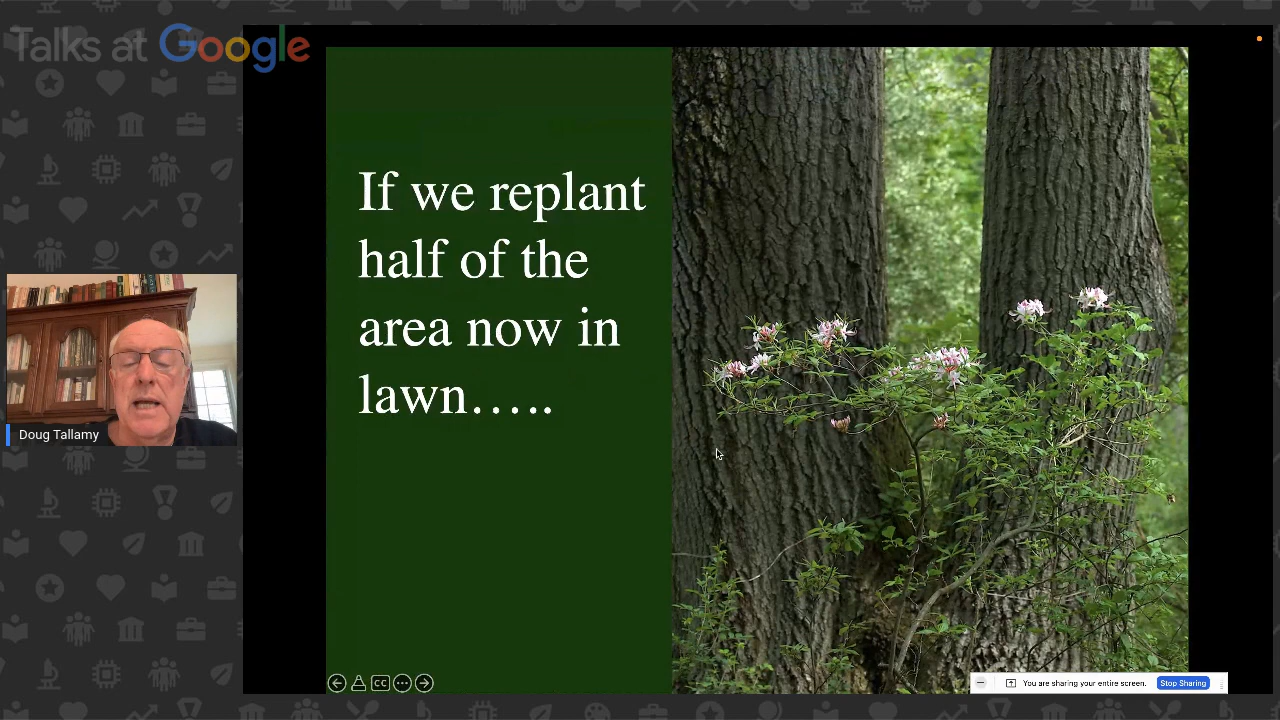 Talks at Google
If we replant
half of the
area now in
lawn.....
Doug Tallamy
CC
You are sharing your entire screen.
Stop Sharing